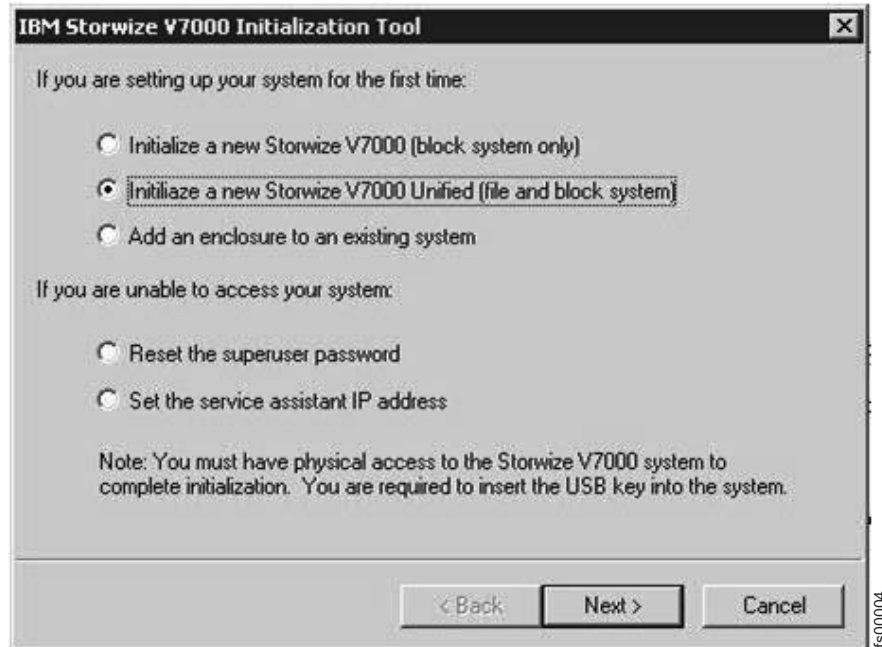 IBM Storwize V7000 Initialization Tool
If you are setting up your system for the first time:
Initialize a new Storwize V7000 (block system only)
Initiliaze a new Storwize V7000 Unified (file and block system)
Add an enclosure to an existing system
If you are unable to access your system:
Reset the superuser password
Set the service assistant IP address
Note: You must have physical access to the Storwize V7000 system to
complete initialization. You are required to insert the USB key into the system.
< Back
Next >
Cancel
fs00004